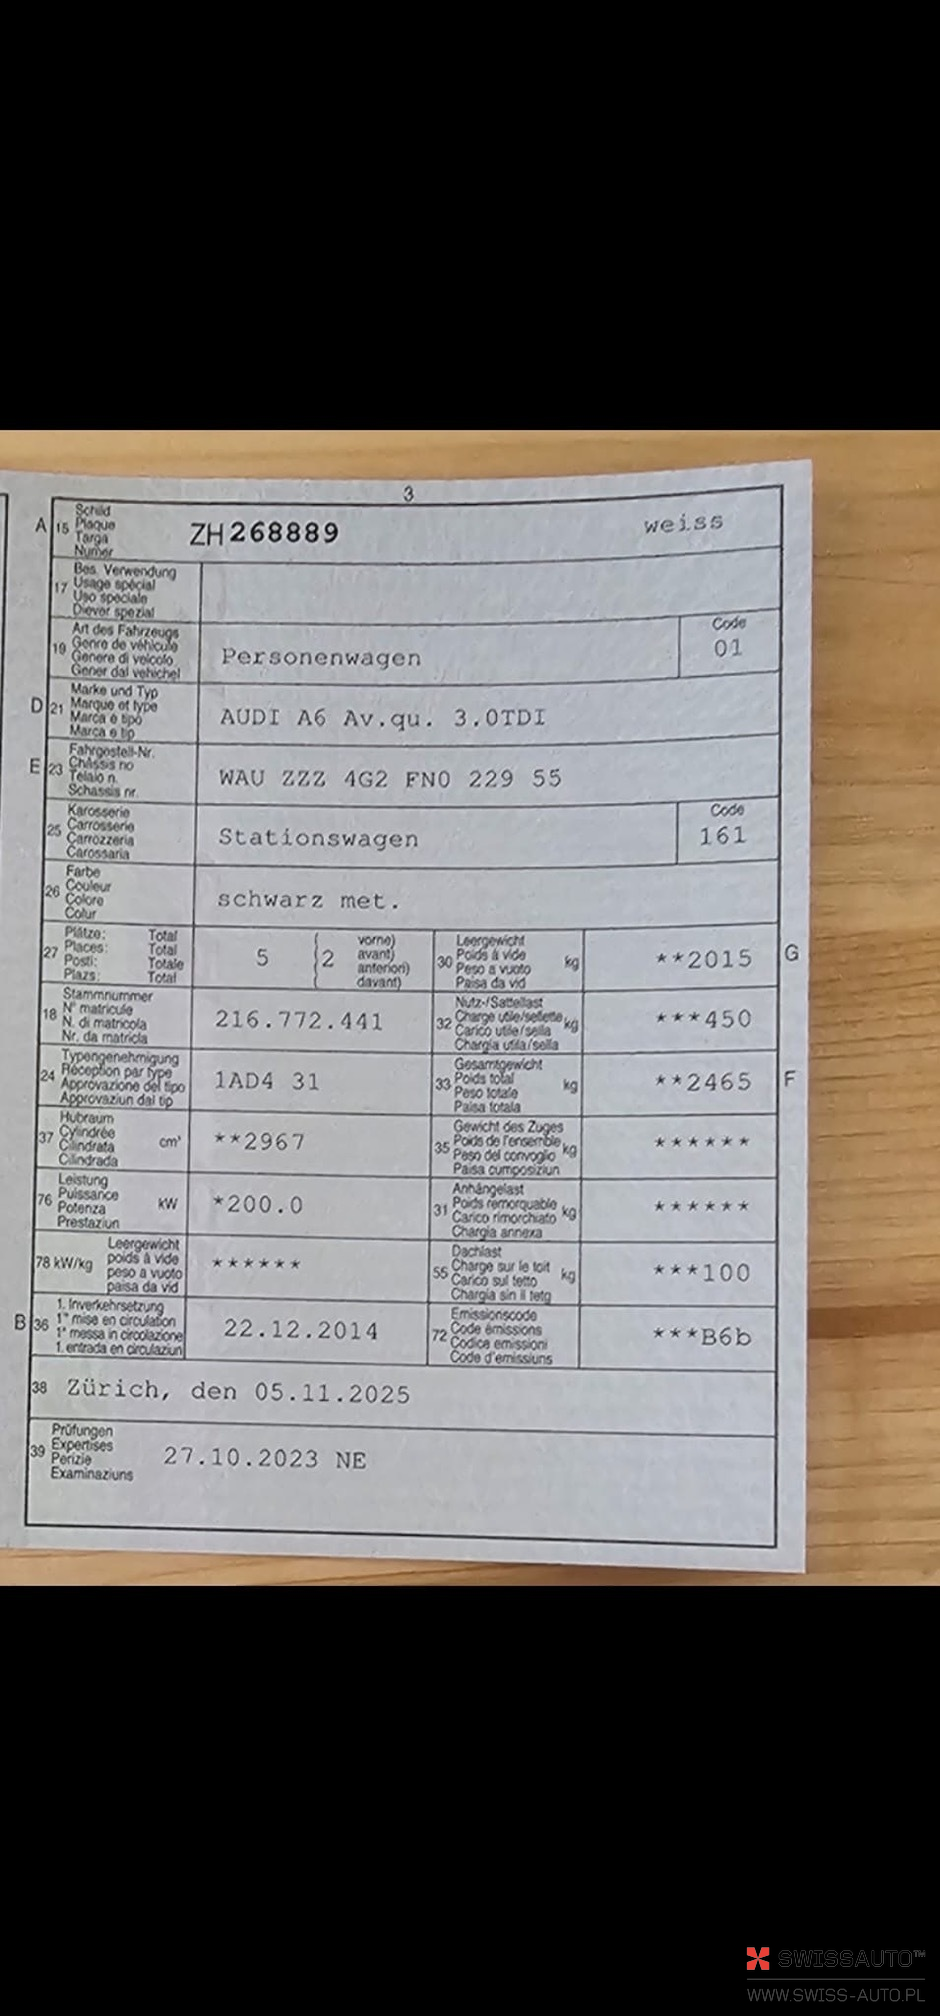 3
A 15 Schild
Plaque
Targa
Numer
ZH 268889 weiss
17 Bes. Verwendung
Usage spécial
Uso speciale
Diever spezial
19 Art des Fahrzeugs
Genre de véhicule
Genere di veicolo
Gener dal vehichel
Personenwagen
Code
01
D 21 Marke und Typ
Marque et type
Marca e tipo
Marca e tip
AUDI A6 Av.qu. 3.0TDI
E 23 Fahrgestell-Nr.
Châssis no
Telaio n.
Schassis nr.
WAU ZZZ 4G2 FN0 229 55
25 Karosserie
Carrosserie
Carrozzeria
Carossaria
Stationswagen
Code
161
26 Farbe
Couleur
Colore
Colur
schwarz met.
27 Plätze: Total
Places: Total
Posti: Totale
Plazs: Total
5 (2 vorne)
avant)
anteriori)
davant)
30 Leergewicht
Poids à vide
Peso a vuoto
Paisa da vid
kg
**2015 G
18 Stammnummer
N° matricule
N. di matricola
Nr. da matricla
216.772.441
32 Nutz-/Sattellast
Charge utile/sellette
Carico utile/sella
Chargia utila/sella
kg
***450
24 Typengenehmigung
Réception par type
Approvazione del tipo
Approvaziun dal tip
1AD4 31
33 Gesamtgewicht
Poids total
Peso totale
Paisa totala
kg
**2465 F
37 Hubraum
Cylindrée
Cilindrata
Cilindrada
cm³
**2967
35 Gewicht des Zuges
Poids de l'ensemble
Peso del convoglio
Paisa cumposiziun
kg
******
76 Leistung
Puissance
Potenza
Prestaziun
kW
*200.0
31 Anhängelast
Poids remorquable
Carico rimorchiato
Chargia annexa
kg
******
78 kW/kg Leergewicht
poids à vide
peso a vuoto
paisa da vid
******
55 Dachlast
Charge sur le toit
Carico sul tetto
Chargia sin il tetg
kg
***100
B 36 1. Inverkehrsetzung
1re mise en circulation
1a messa in circolazione
1. entrada en circulaziun
22.12.2014
72 Emissionscode
Code émissions
Codice emissioni
Code d'emissiuns
***B6b
38 Zürich, den 05.11.2025
39 Prüfungen
Expertises
Perizie
Examinaziuns
27.10.2023 NE
SWISSAUTO™
WWW.SWISS-AUTO.PL